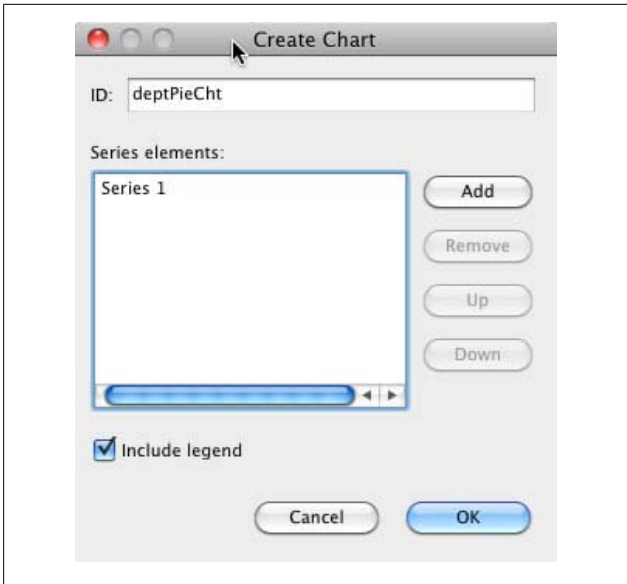 Create Chart
ID: deptPieCht
Series elements:
Series 1
Add
Remove
Up
Down
Include legend
Cancel
OK